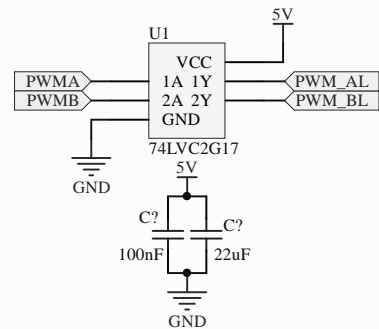 U1
5V
VCC
PWMA 1A 1Y PWM_AL
PWMB 2A 2Y PWM_BL
GND
74LVC2G17
GND
5V
C? C?
100nF 22uF
GND